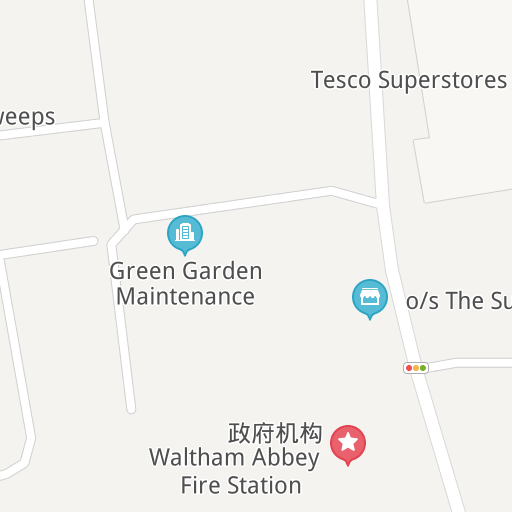 Tesco Superstores
weeps
Green Garden
Maintenance
o/s The Su
政府机构
Waltham Abbey
Fire Station